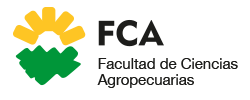 FCA
Facultad de Ciencias
Agropecuarias